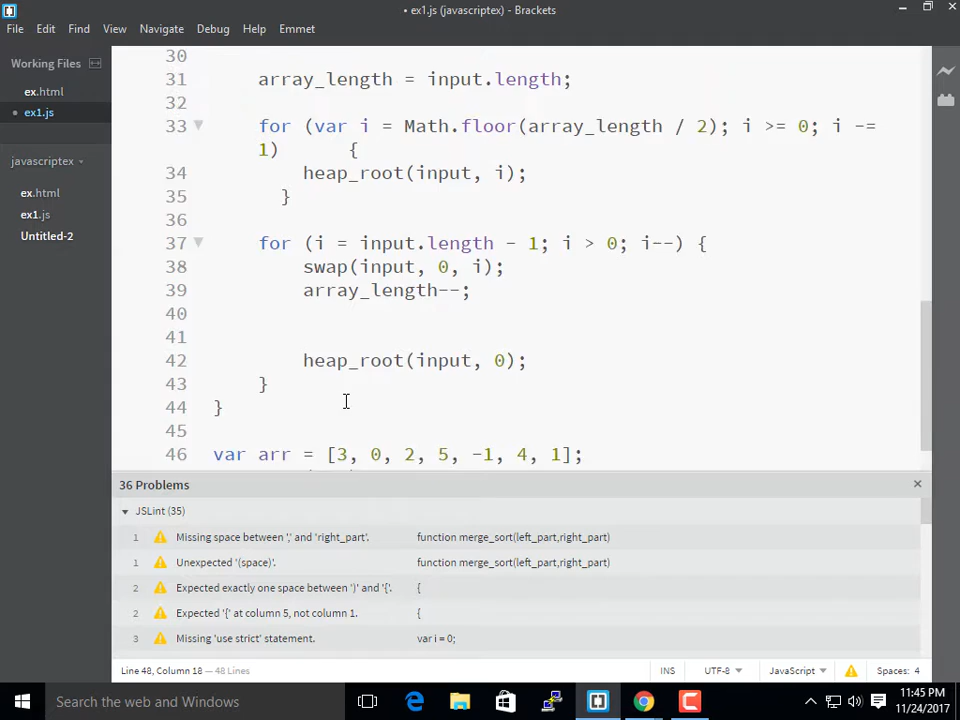 • ex1.js (javascriptex) - Brackets
File Edit Find View Navigate Debug Help Emmet
Working Files
ex.html
• ex1.js
javascriptex
ex.html
ex1.js
Untitled-2
30
31 array_length = input.length;
32
33 for (var i = Math.floor(array_length / 2); i >= 0; i -=
1) {
34 heap_root(input, i);
35 }
36
37 for (i = input.length - 1; i > 0; i--) {
38 swap(input, 0, i);
39 array_length--;
40
41
42 heap_root(input, 0);
43 }
44 }
45
46 var arr = [3, 0, 2, 5, -1, 4, 1];
36 Problems
JSLint (35)
1 Missing space between ',' and 'right_part'. function merge_sort(left_part,right_part)
1 Unexpected '(space)'. function merge_sort(left_part,right_part)
2 Expected exactly one space between ')' and '{'. {
2 Expected '{' at column 5, not column 1. {
3 Missing 'use strict' statement. var i = 0;
Line 48, Column 18 — 48 Lines INS UTF-8 JavaScript Spaces: 4
Search the web and Windows
11:45 PM
11/24/2017